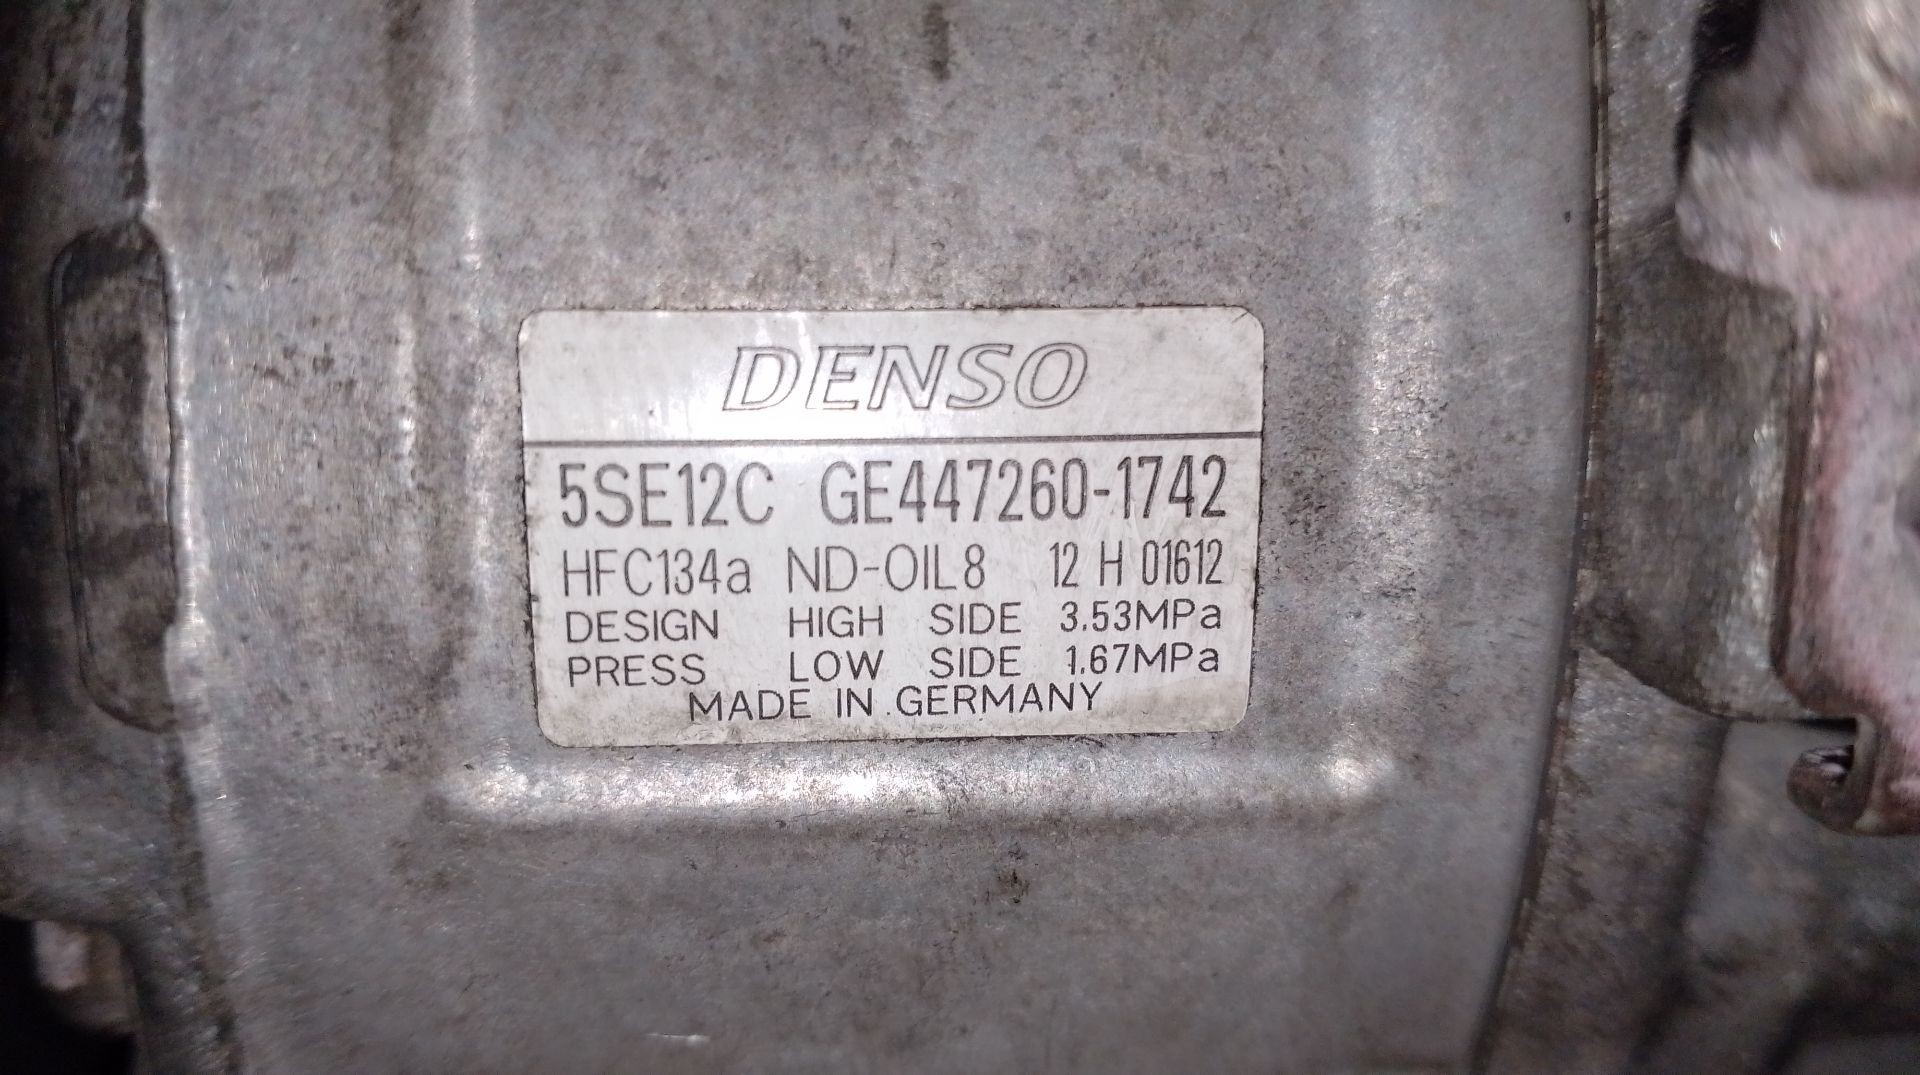 DENSO
5SE12C GE447260-1742
HFC134a ND-OIL8 12 H 01612
DESIGN HIGH SIDE 3.53MPa
PRESS LOW SIDE 1.67MPa
MADE IN GERMANY